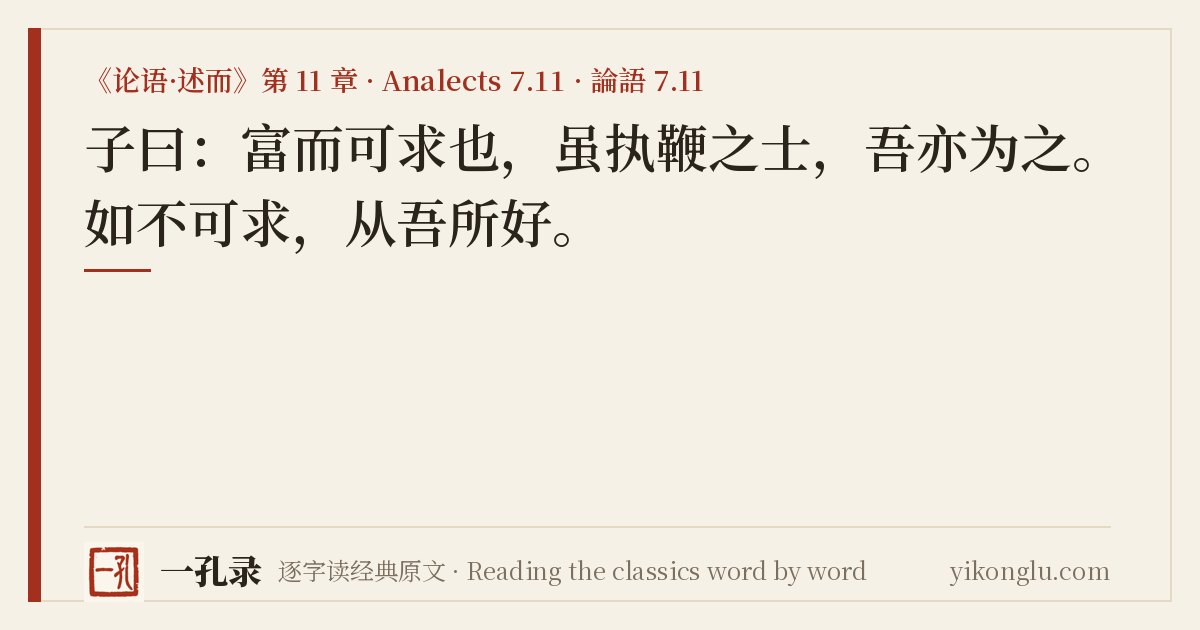 《论语·述而》第 11 章 · Analects 7.11 · 論語 7.11
子曰：富而可求也，虽执鞭之士，吾亦为之。
如不可求，从吾所好。
一孔 一孔录 逐字读经典原文 · Reading the classics word by word yikonglu.com